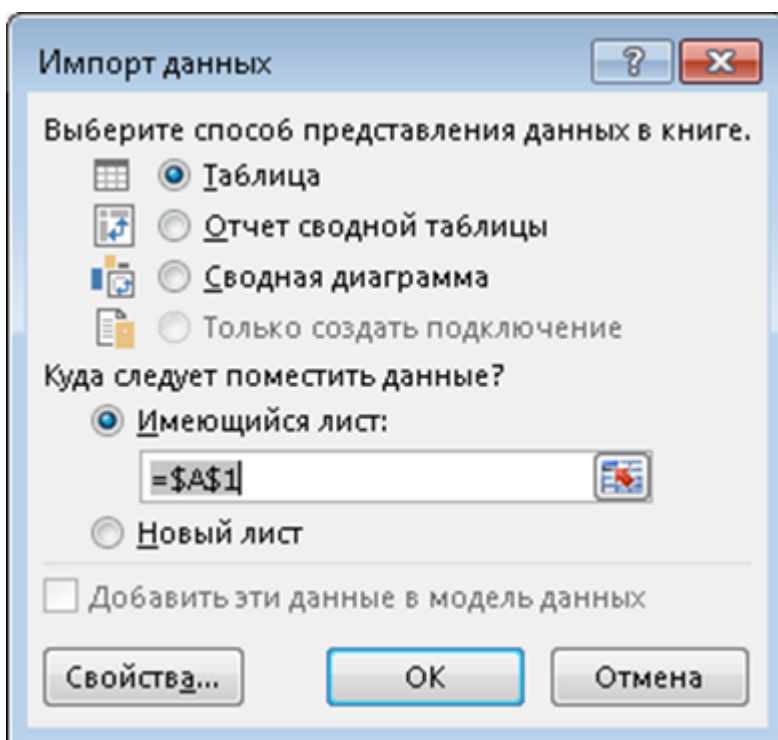 Импорт данных
Выберите способ представления данных в книге.
Таблица
Отчет сводной таблицы
Сводная диаграмма
Только создать подключение
Куда следует поместить данные?
Имеющийся лист:
=$A$1
Новый лист
Добавить эти данные в модель данных
Свойства... ОК Отмена